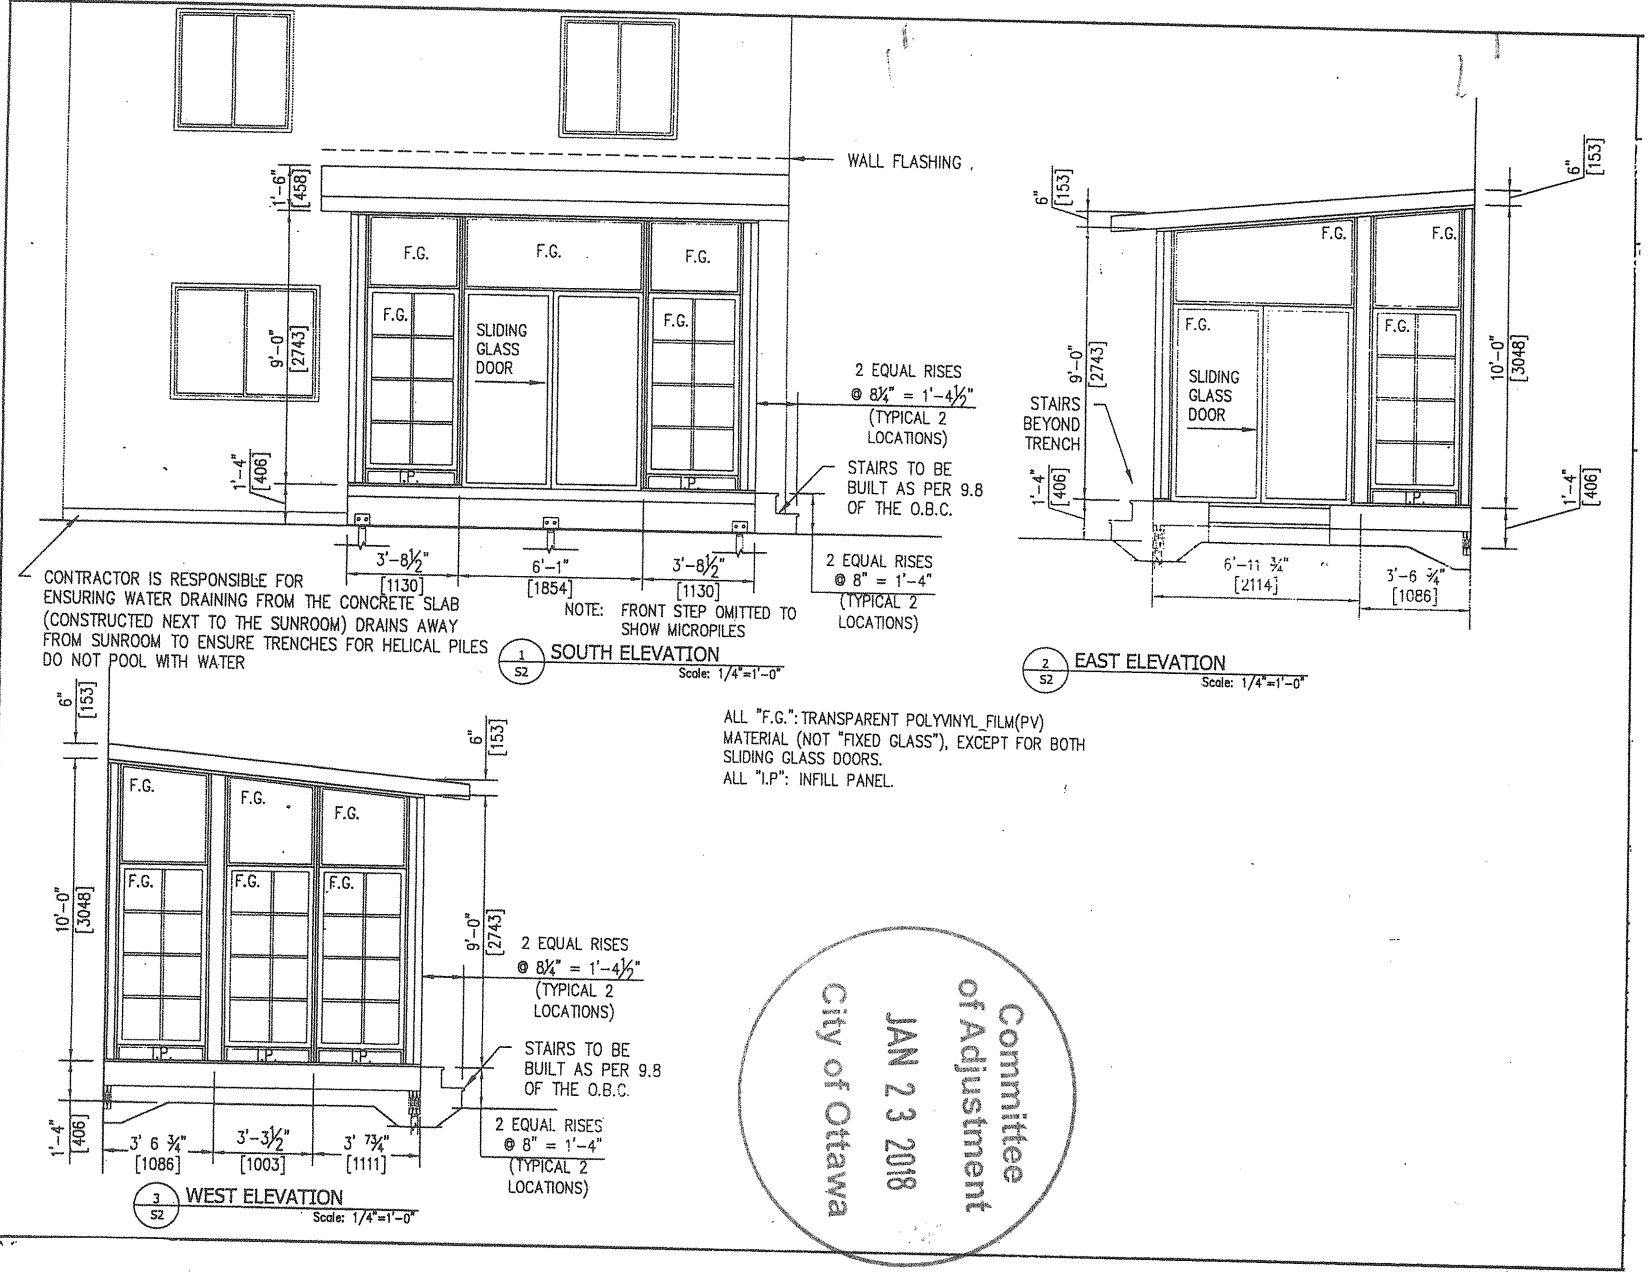 WALL FLASHING
1'-6"
[458]
F.G.
F.G.
F.G.
F.G.
F.G.
SLIDING
GLASS
DOOR
9'-0"
[2743]
1'-4"
[406]
I.P.
I.P.
2 EQUAL RISES
@ 8¼" = 1'-4½"
(TYPICAL 2
LOCATIONS)
STAIRS TO BE
BUILT AS PER 9.8
OF THE O.B.C.
2 EQUAL RISES
@ 8" = 1'-4"
(TYPICAL 2
LOCATIONS)
3'-8½"
[1130]
6'-1"
[1854]
3'-8½"
[1130]
CONTRACTOR IS RESPONSIBLE FOR
ENSURING WATER DRAINING FROM THE CONCRETE SLAB
(CONSTRUCTED NEXT TO THE SUNROOM) DRAINS AWAY
FROM SUNROOM TO ENSURE TRENCHES FOR HELICAL PILES
DO NOT POOL WITH WATER
NOTE: FRONT STEP OMITTED TO
SHOW MICROPILES
1
S2
SOUTH ELEVATION
Scale: 1/4"=1'-0"
6"
[153]
6"
[153]
F.G.
F.G.
F.G.
F.G.
SLIDING
GLASS
DOOR
9'-0"
[2743]
10'-0"
[3048]
STAIRS
BEYOND
TRENCH
1'-4"
[406]
I.P.
1'-4"
[406]
6'-11 ¾"
[2114]
3'-6 ¾"
[1086]
2
S2
EAST ELEVATION
Scale: 1/4"=1'-0"
ALL "F.G.": TRANSPARENT POLYVINYL FILM(PV)
MATERIAL (NOT "FIXED GLASS"), EXCEPT FOR BOTH
SLIDING GLASS DOORS.
ALL "I.P": INFILL PANEL.
6"
[153]
6"
[153]
F.G.
F.G.
F.G.
F.G.
F.G.
F.G.
10'-0"
[3048]
9'-0"
[2743]
I.P.
I.P.
I.P.
2 EQUAL RISES
@ 8¼" = 1'-4½"
(TYPICAL 2
LOCATIONS)
STAIRS TO BE
BUILT AS PER 9.8
OF THE O.B.C.
2 EQUAL RISES
@ 8" = 1'-4"
(TYPICAL 2
LOCATIONS)
1'-4"
[406]
3' 6 ¾"
[1086]
3'-3½"
[1003]
3' 7¾"
[1111]
3
S2
WEST ELEVATION
Scale: 1/4"=1'-0"
Committee
of Adjustment
JAN 23 2018
City of Ottawa